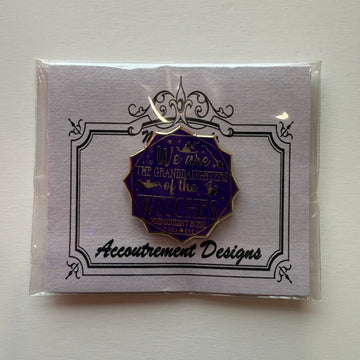 We are
THE GRANDDAUGHTERS
of the
WITCHES
YOU COULDN'T BURN
Accoutrement Designs